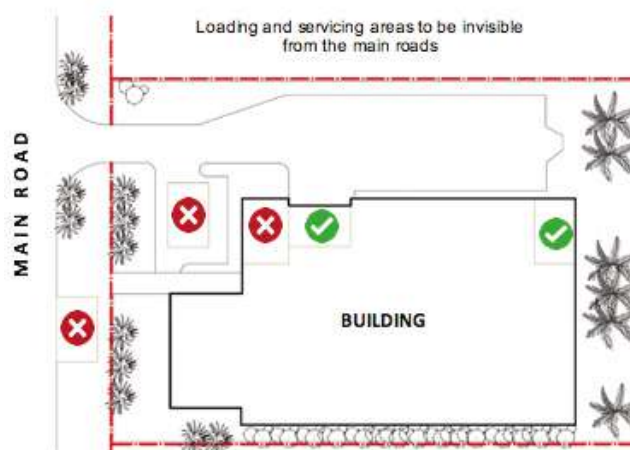 Loading and servicing areas to be invisible
from the main roads
MAIN ROAD
BUILDING